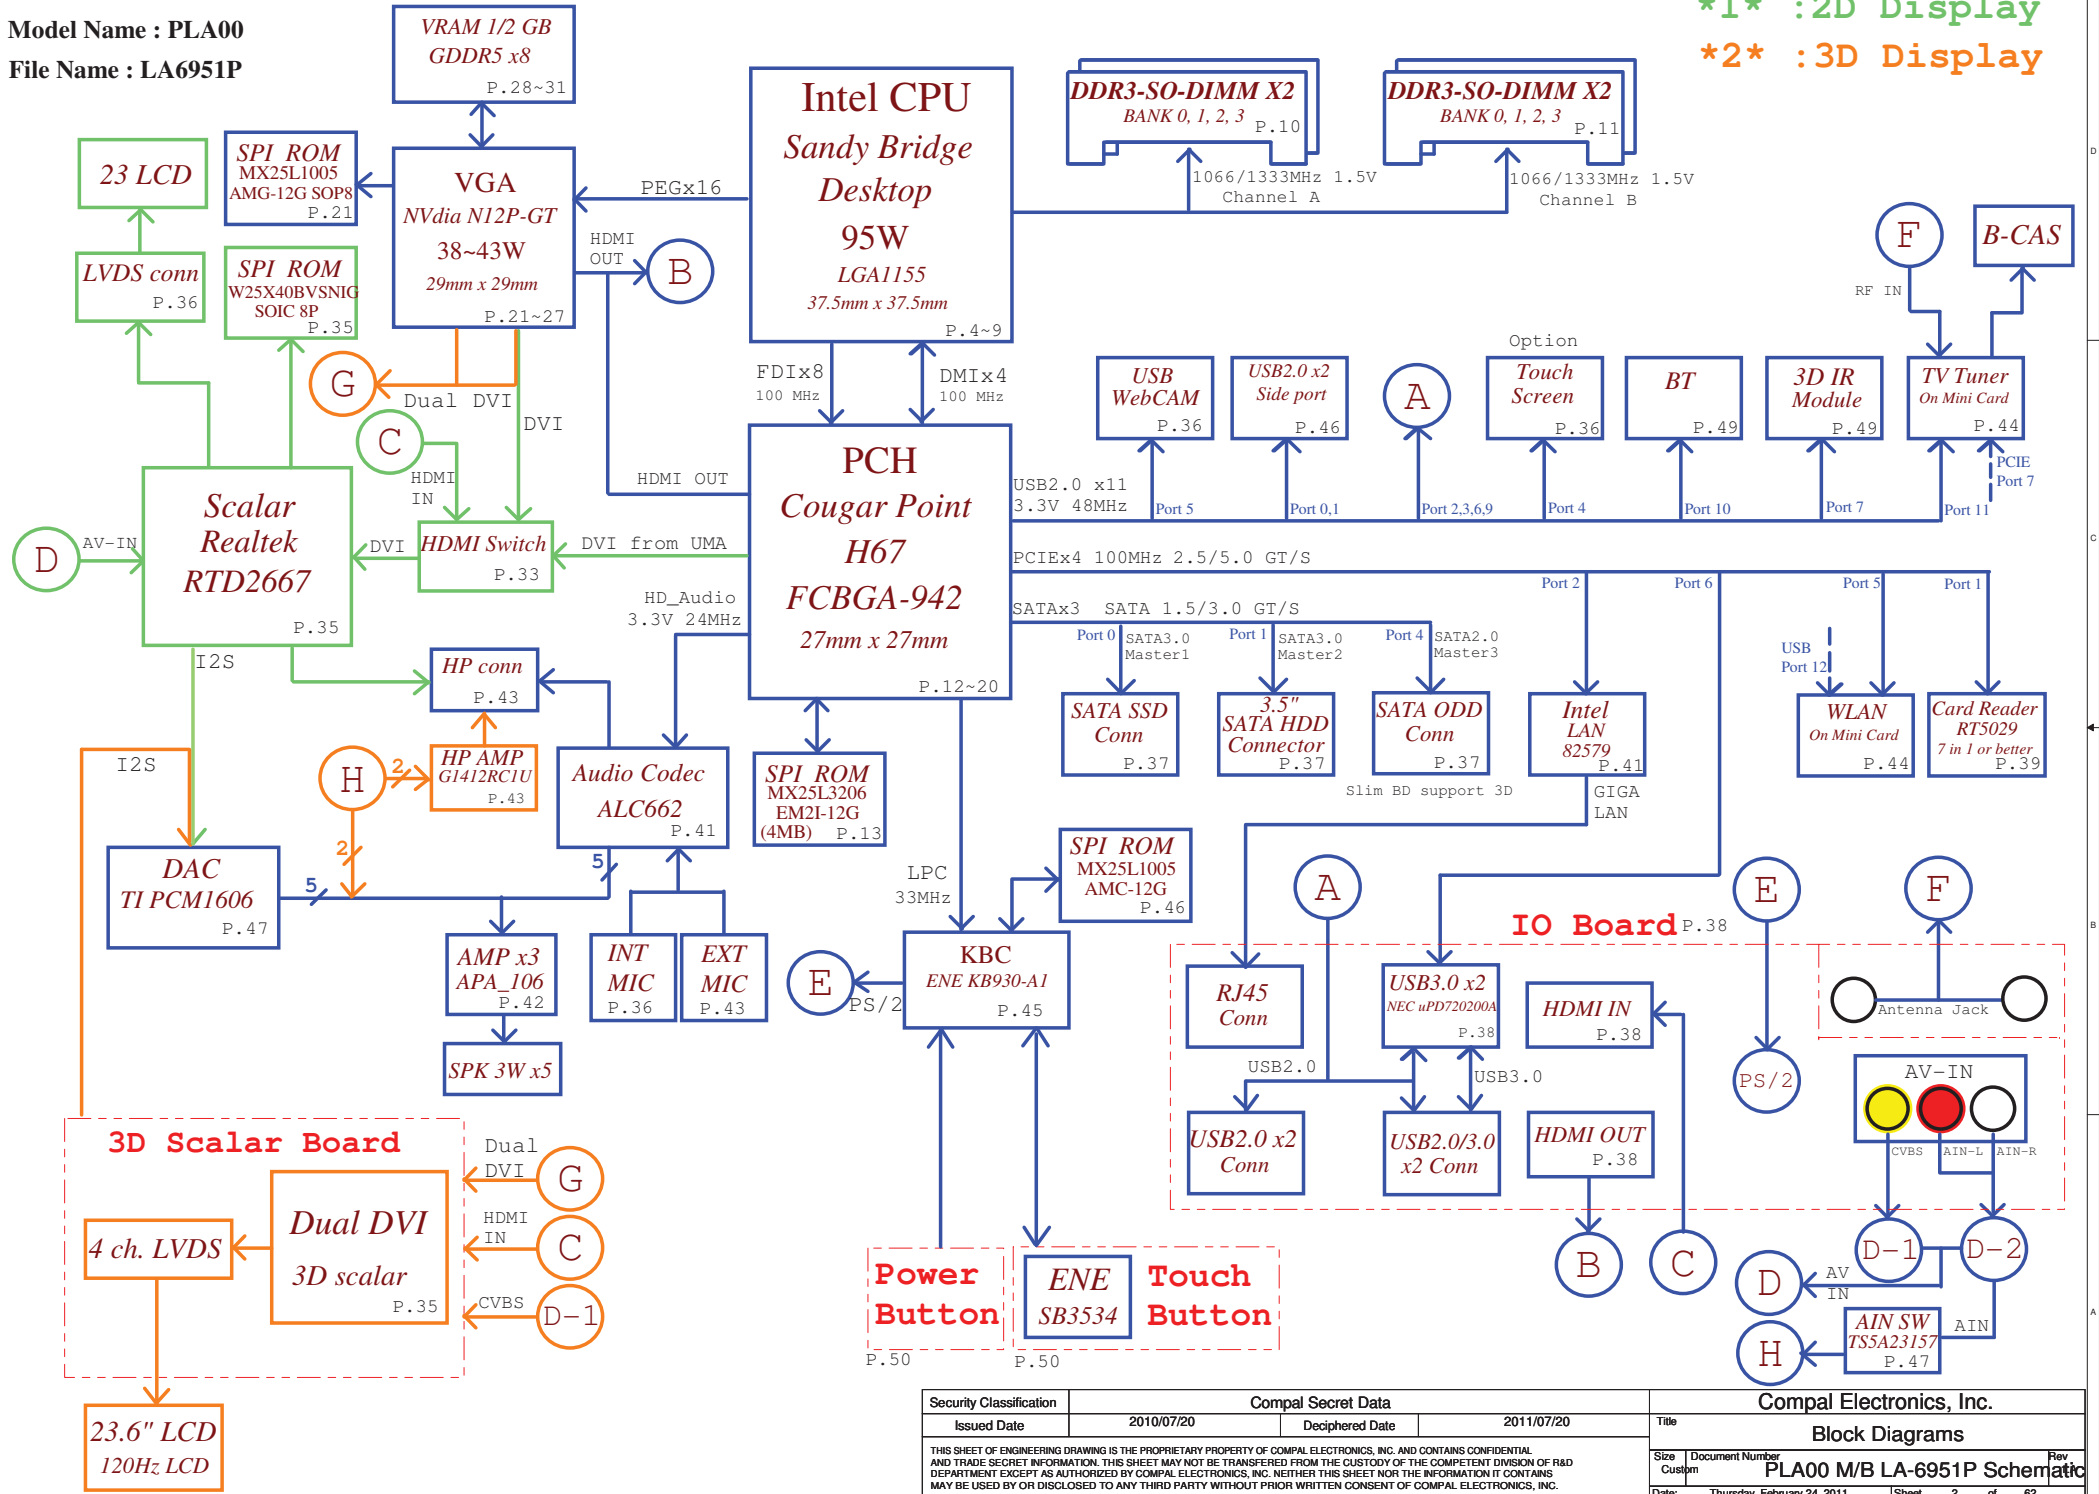 Model Name : PLA00
File Name : LA6951P
*1* :2D Display
*2* :3D Display
VRAM 1/2 GB
GDDR5 x8
P.28~31
23 LCD
SPI ROM
MX25L1005
AMG-12G SOP8
P.21
VGA
NVdia N12P-GT
38~43W
29mm x 29mm
P.21~27
PEGx16
HDMI
OUT
B
Intel CPU
Sandy Bridge
Desktop
95W
LGA1155
37.5mm x 37.5mm
P.4~9
DDR3-SO-DIMM X2
BANK 0, 1, 2, 3
P.10
1066/1333MHz 1.5V
Channel A
DDR3-SO-DIMM X2
BANK 0, 1, 2, 3
P.11
1066/1333MHz 1.5V
Channel B
F
RF IN
B-CAS
LVDS conn
P.36
SPI ROM
W25X40BVSNIG
SOIC 8P
P.35
G
Dual DVI
DVI
C
HDMI
IN
FDIx8
100 MHz
DMIx4
100 MHz
USB
WebCAM
P.36
USB2.0 x2
Side port
P.46
A
Option
Touch
Screen
P.36
BT
P.49
3D IR
Module
P.49
TV Tuner
On Mini Card
P.44
PCIE
Port 7
Scalar
Realtek
RTD2667
P.35
D
AV-IN
DVI
HDMI Switch
P.33
DVI from UMA
HDMI OUT
PCH
Cougar Point
H67
FCBGA-942
27mm x 27mm
P.12~20
USB2.0 x11
3.3V 48MHz
Port 5
Port 0,1
Port 2,3,6,9
Port 4
Port 10
Port 7
Port 11
PCIEx4 100MHz 2.5/5.0 GT/S
Port 2
Port 6
Port 5
Port 1
SATAx3 SATA 1.5/3.0 GT/S
Port 0
SATA3.0
Master1
Port 1
SATA3.0
Master2
Port 4
SATA2.0
Master3
USB
Port 12
HD_Audio
3.3V 24MHz
I2S
HP conn
P.43
SATA SSD
Conn
P.37
3.5"
SATA HDD
Connector
P.37
SATA ODD
Conn
P.37
Slim BD support 3D
Intel
LAN
82579
P.41
GIGA
LAN
WLAN
On Mini Card
P.44
Card Reader
RT5029
7 in 1 or better
P.39
I2S
H
2
HP AMP
G1412RC1U
P.43
Audio Codec
ALC662
P.41
SPI ROM
MX25L3206
EM2I-12G
(4MB) P.13
2
5
DAC
TI PCM1606
P.47
5
LPC
33MHz
SPI ROM
MX25L1005
AMC-12G
P.46
A
E
F
IO Board P.38
AMP x3
APA_106
P.42
INT
MIC
P.36
EXT
MIC
P.43
E
PS/2
KBC
ENE KB930-A1
P.45
RJ45
Conn
USB3.0 x2
NEC uPD720200A
P.38
HDMI IN
P.38
Antenna Jack
SPK 3W x5
USB2.0
USB3.0
PS/2
AV-IN
CVBS
AIN-L
AIN-R
3D Scalar Board
Dual
DVI
G
USB2.0 x2
Conn
USB2.0/3.0
x2 Conn
HDMI OUT
P.38
4 ch. LVDS
Dual DVI
3D scalar
P.35
HDMI
IN
C
CVBS
D-1
Power
Button
P.50
ENE
SB3534
Touch
Button
P.50
B
C
D-1
D-2
D
AV
IN
AIN SW
TS5A23157
P.47
AIN
H
23.6" LCD
120Hz LCD
Security Classification
Compal Secret Data
Issued Date
2010/07/20
Deciphered Date
2011/07/20
THIS SHEET OF ENGINEERING DRAWING IS THE PROPRIETARY PROPERTY OF COMPAL ELECTRONICS, INC. AND CONTAINS CONFIDENTIAL
AND TRADE SECRET INFORMATION. THIS SHEET MAY NOT BE TRANSFERED FROM THE CUSTODY OF THE COMPETENT DIVISION OF R&D
DEPARTMENT EXCEPT AS AUTHORIZED BY COMPAL ELECTRONICS, INC. NEITHER THIS SHEET NOR THE INFORMATION IT CONTAINS
MAY BE USED BY OR DISCLOSED TO ANY THIRD PARTY WITHOUT PRIOR WRITTEN CONSENT OF COMPAL ELECTRONICS, INC.
Compal Electronics, Inc.
Title
Block Diagrams
Size
Custom
Document Number
PLA00 M/B LA-6951P Schematic
Rev
Date: Thursday, February 24, 2011
Sheet 2 of 62
D
C
B
A